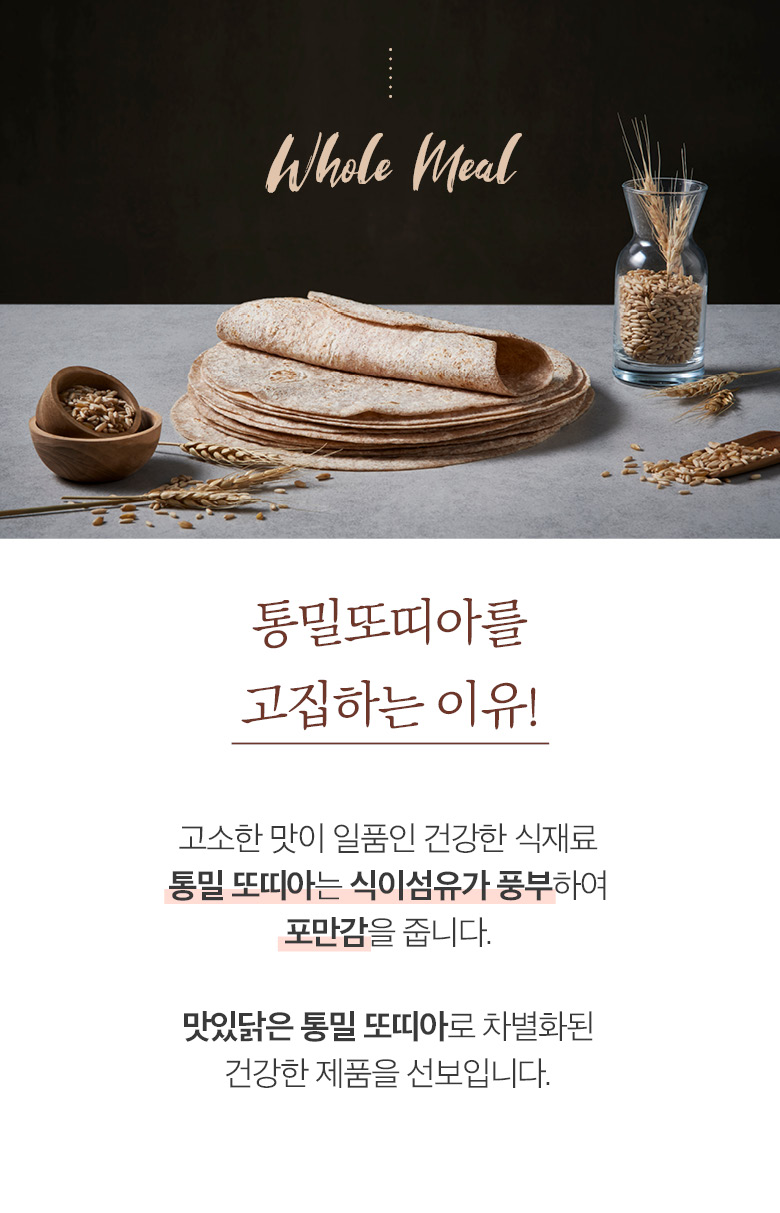 Whole Meal
통밀또띠아를
고집하는 이유!
고소한 맛이 일품인 건강한 식재료
통밀 또띠아는 식이섬유가 풍부하여
포만감을 줍니다.
맛있닭은 통밀 또띠아로 차별화된
건강한 제품을 선보입니다.